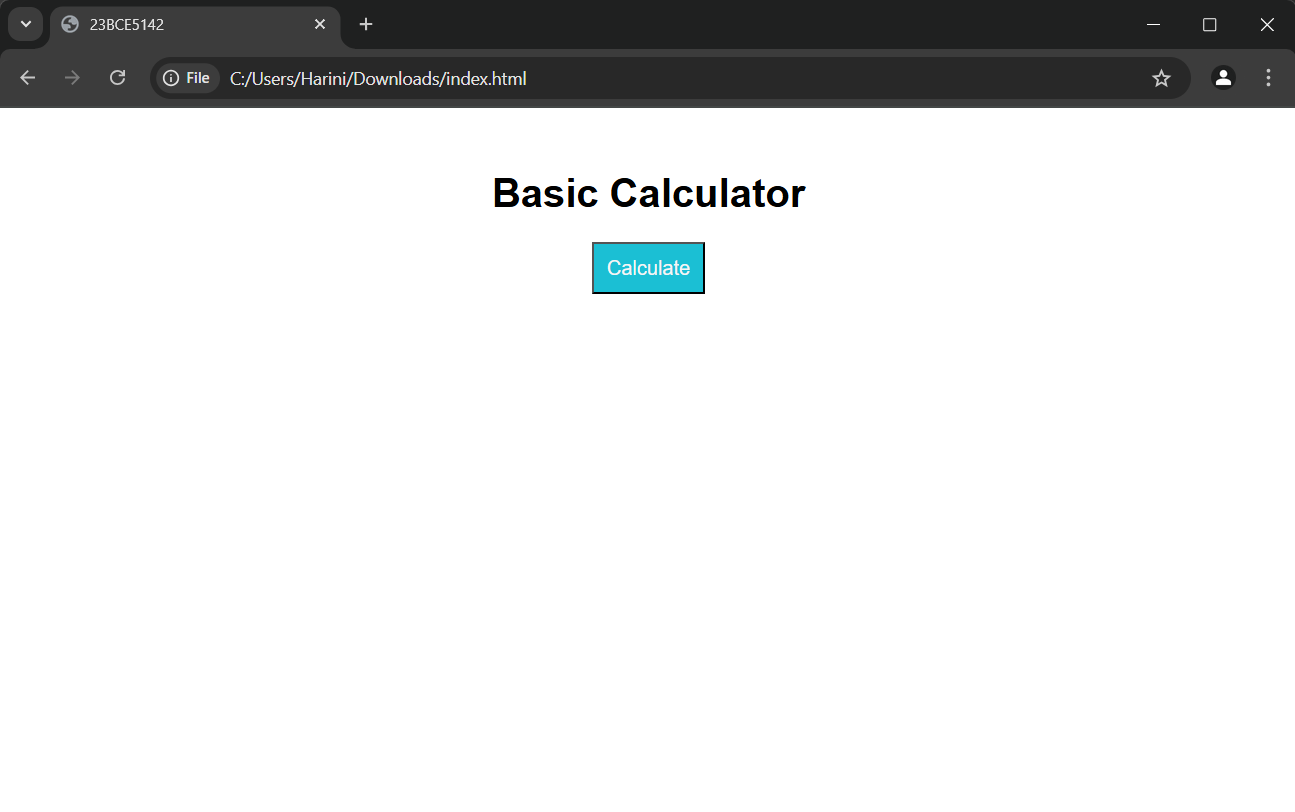 23BCE5142
File C:/Users/Harini/Downloads/index.html
Basic Calculator
Calculate